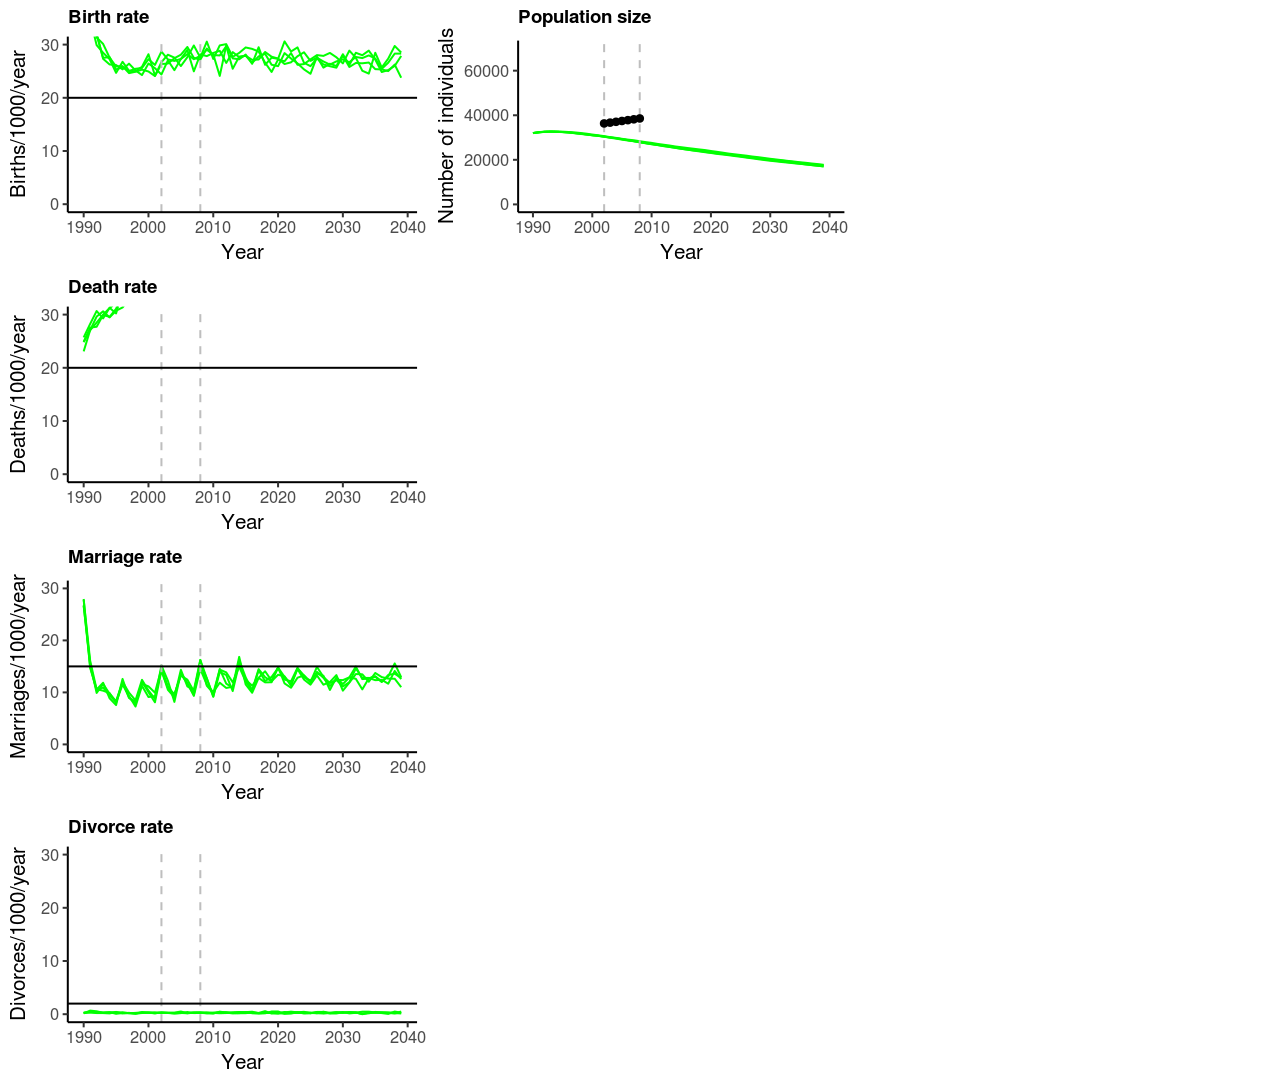 Birth rate
Births/1000/year
30
20
10
0
1990 2000 2010 2020 2030 2040
Year
Population size
Number of individuals
60000
40000
20000
0
1990 2000 2010 2020 2030 2040
Year
Death rate
Deaths/1000/year
30
20
10
0
1990 2000 2010 2020 2030 2040
Year
Marriage rate
Marriages/1000/year
30
20
10
0
1990 2000 2010 2020 2030 2040
Year
Divorce rate
Divorces/1000/year
30
20
10
0
1990 2000 2010 2020 2030 2040
Year